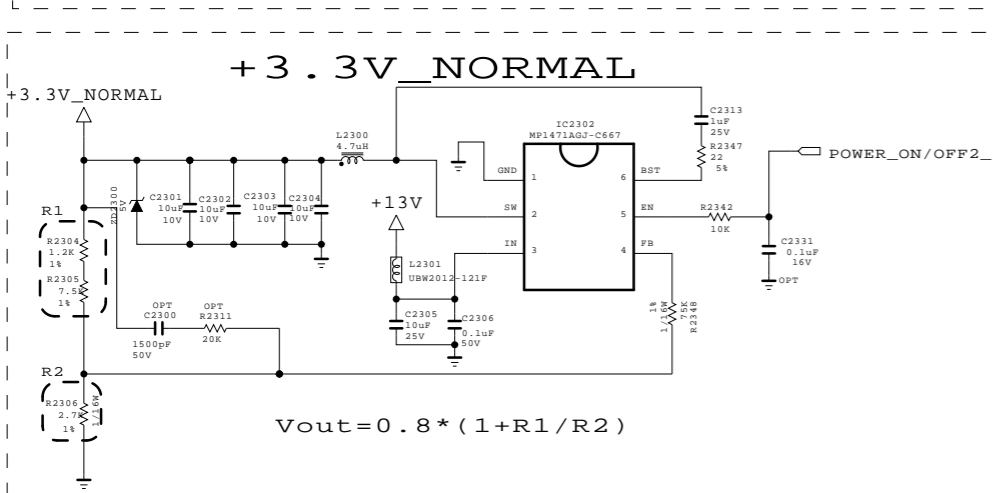 +3.3V_NORMAL
+3.3V_NORMAL
L2300
4.7uH
IC2302
MP1471AGJ-C667
C2313
1uF
25V
R2347
22
5%
POWER_ON/OFF2_
GND
1
6
BST
SW
2
5
EN
IN
3
4
FB
R2342
10K
C2331
0.1uF
16V
OPT
ZD2300
5V
C2301
10uF
10V
C2302
10uF
10V
C2303
10uF
10V
C2304
10uF
10V
+13V
L2301
UBW2012-121F
C2305
10uF
25V
C2306
0.1uF
50V
R1
R2304
1.2K
1%
R2305
7.5K
1%
OPT
C2300
1500pF
50V
OPT
R2311
20K
1%
1/16W
75K
R2348
R2
R2306
2.7K
1%
1/16W
Vout=0.8*(1+R1/R2)